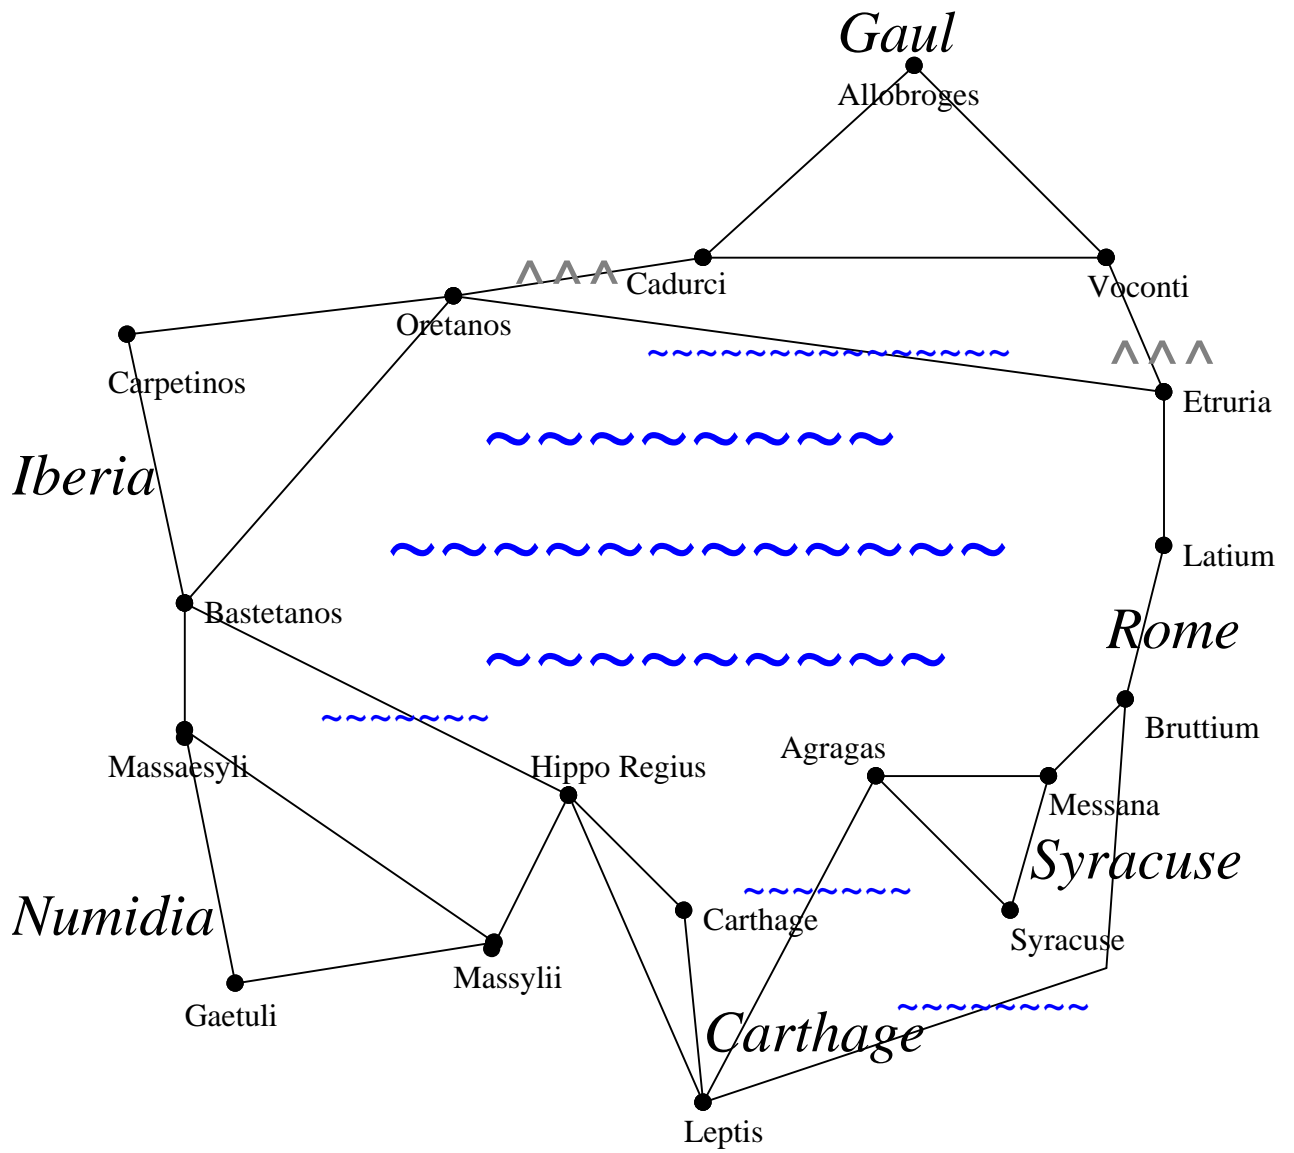 Gaul
Allobroges
^ ^ ^ Cadurci
Voconti
Oretanos
~~~~~~~~~~~~~~~
^ ^ ^
Carpetinos
Etruria
~~~~~~~~
Iberia
~~~~~~~~~~~~
Latium
Bastetanos
Rome
~~~~~~~~~
~~~~~~~
Bruttium
Agragas
Massaesyli
Hippo Regius
Messana
Syracuse
~~~~~~~
Numidia
Carthage
Syracuse
Massylii
~~~~~~~~
Gaetuli
Carthage
Leptis